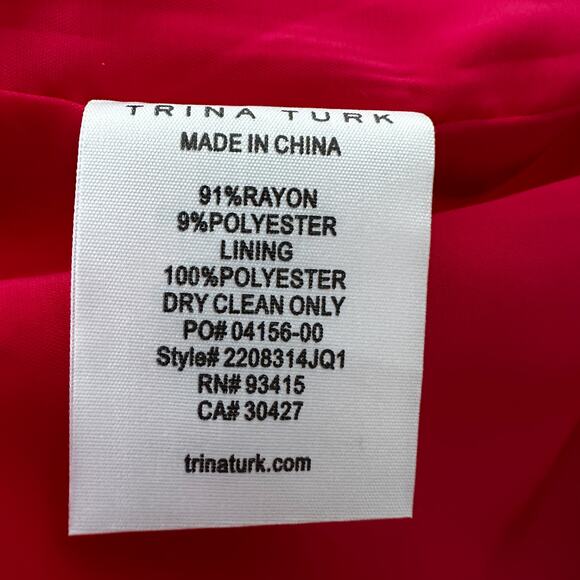 TRINA TURK
MADE IN CHINA
91%RAYON
9%POLYESTER
LINING
100%POLYESTER
DRY CLEAN ONLY
PO# 04156-00
Style# 2208314JQ1
RN# 93415
CA# 30427
trinaturk.com